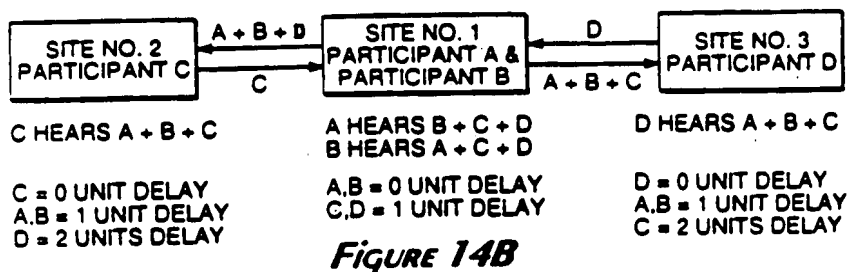 SITE NO. 2
PARTICIPANT C
A + B + D
C
SITE NO. 1
PARTICIPANT A &
PARTICIPANT B
D
A + B + C
SITE NO. 3
PARTICIPANT D
C HEARS A + B + C
C = 0 UNIT DELAY
A,B = 1 UNIT DELAY
D = 2 UNITS DELAY
A HEARS B + C + D
B HEARS A + C + D
A,B = 0 UNIT DELAY
C,D = 1 UNIT DELAY
D HEARS A + B + C
D = 0 UNIT DELAY
A,B = 1 UNIT DELAY
C = 2 UNITS DELAY
FIGURE 14B